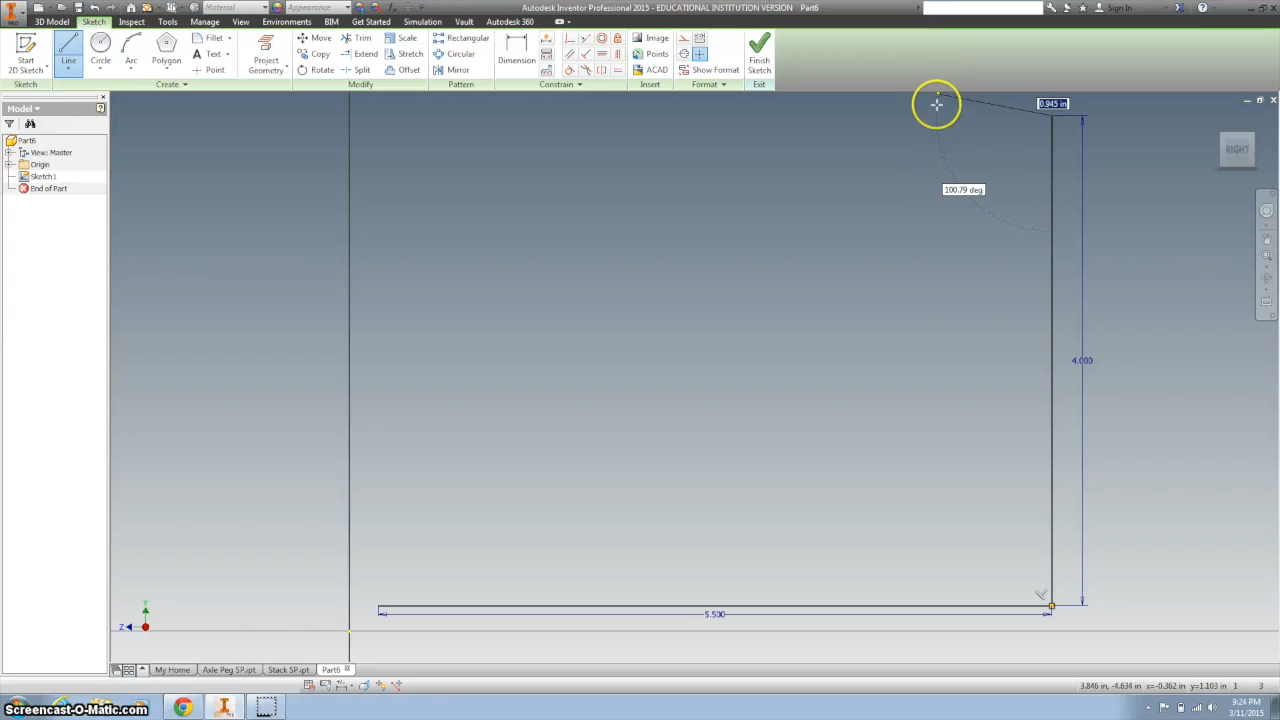 Material
Appearance
Autodesk Inventor Professional 2015 - EDUCATIONAL INSTITUTION VERSION Part6
Sign In
PRO
3D Model
Sketch
Inspect
Tools
Manage
View
Environments
BIM
Get Started
Simulation
Vault
Autodesk 360
Start
2D Sketch
Line
Circle
Arc
Polygon
Fillet
Text
Point
Project
Geometry
Move
Copy
Rotate
Trim
Extend
Split
Scale
Stretch
Offset
Rectangular
Circular
Mirror
Dimension
Image
Points
ACAD
Show Format
Finish
Sketch
Sketch
Create
Modify
Pattern
Constrain
Insert
Format
Exit
Model
Part6
View: Master
Origin
Sketch1
End of Part
0.945 in
RIGHT
100.79 deg
4.000
5.500
Y
Z
My Home
Axle Peg SP.ipt
Stack SP.ipt
Part6
3.846 in, -4.634 in x=-0.362 in y=1.103 in
1
3
Screencast-O-Matic.com
9:24 PM
3/11/2015